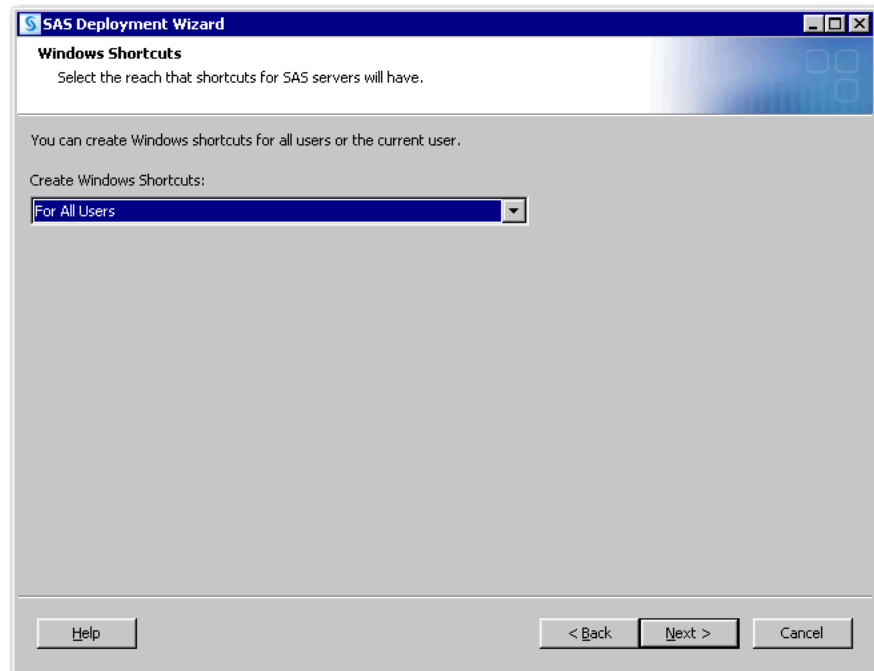 SAS Deployment Wizard
Windows Shortcuts
Select the reach that shortcuts for SAS servers will have.
You can create Windows shortcuts for all users or the current user.
Create Windows Shortcuts:
For All Users
Help
< Back
Next >
Cancel